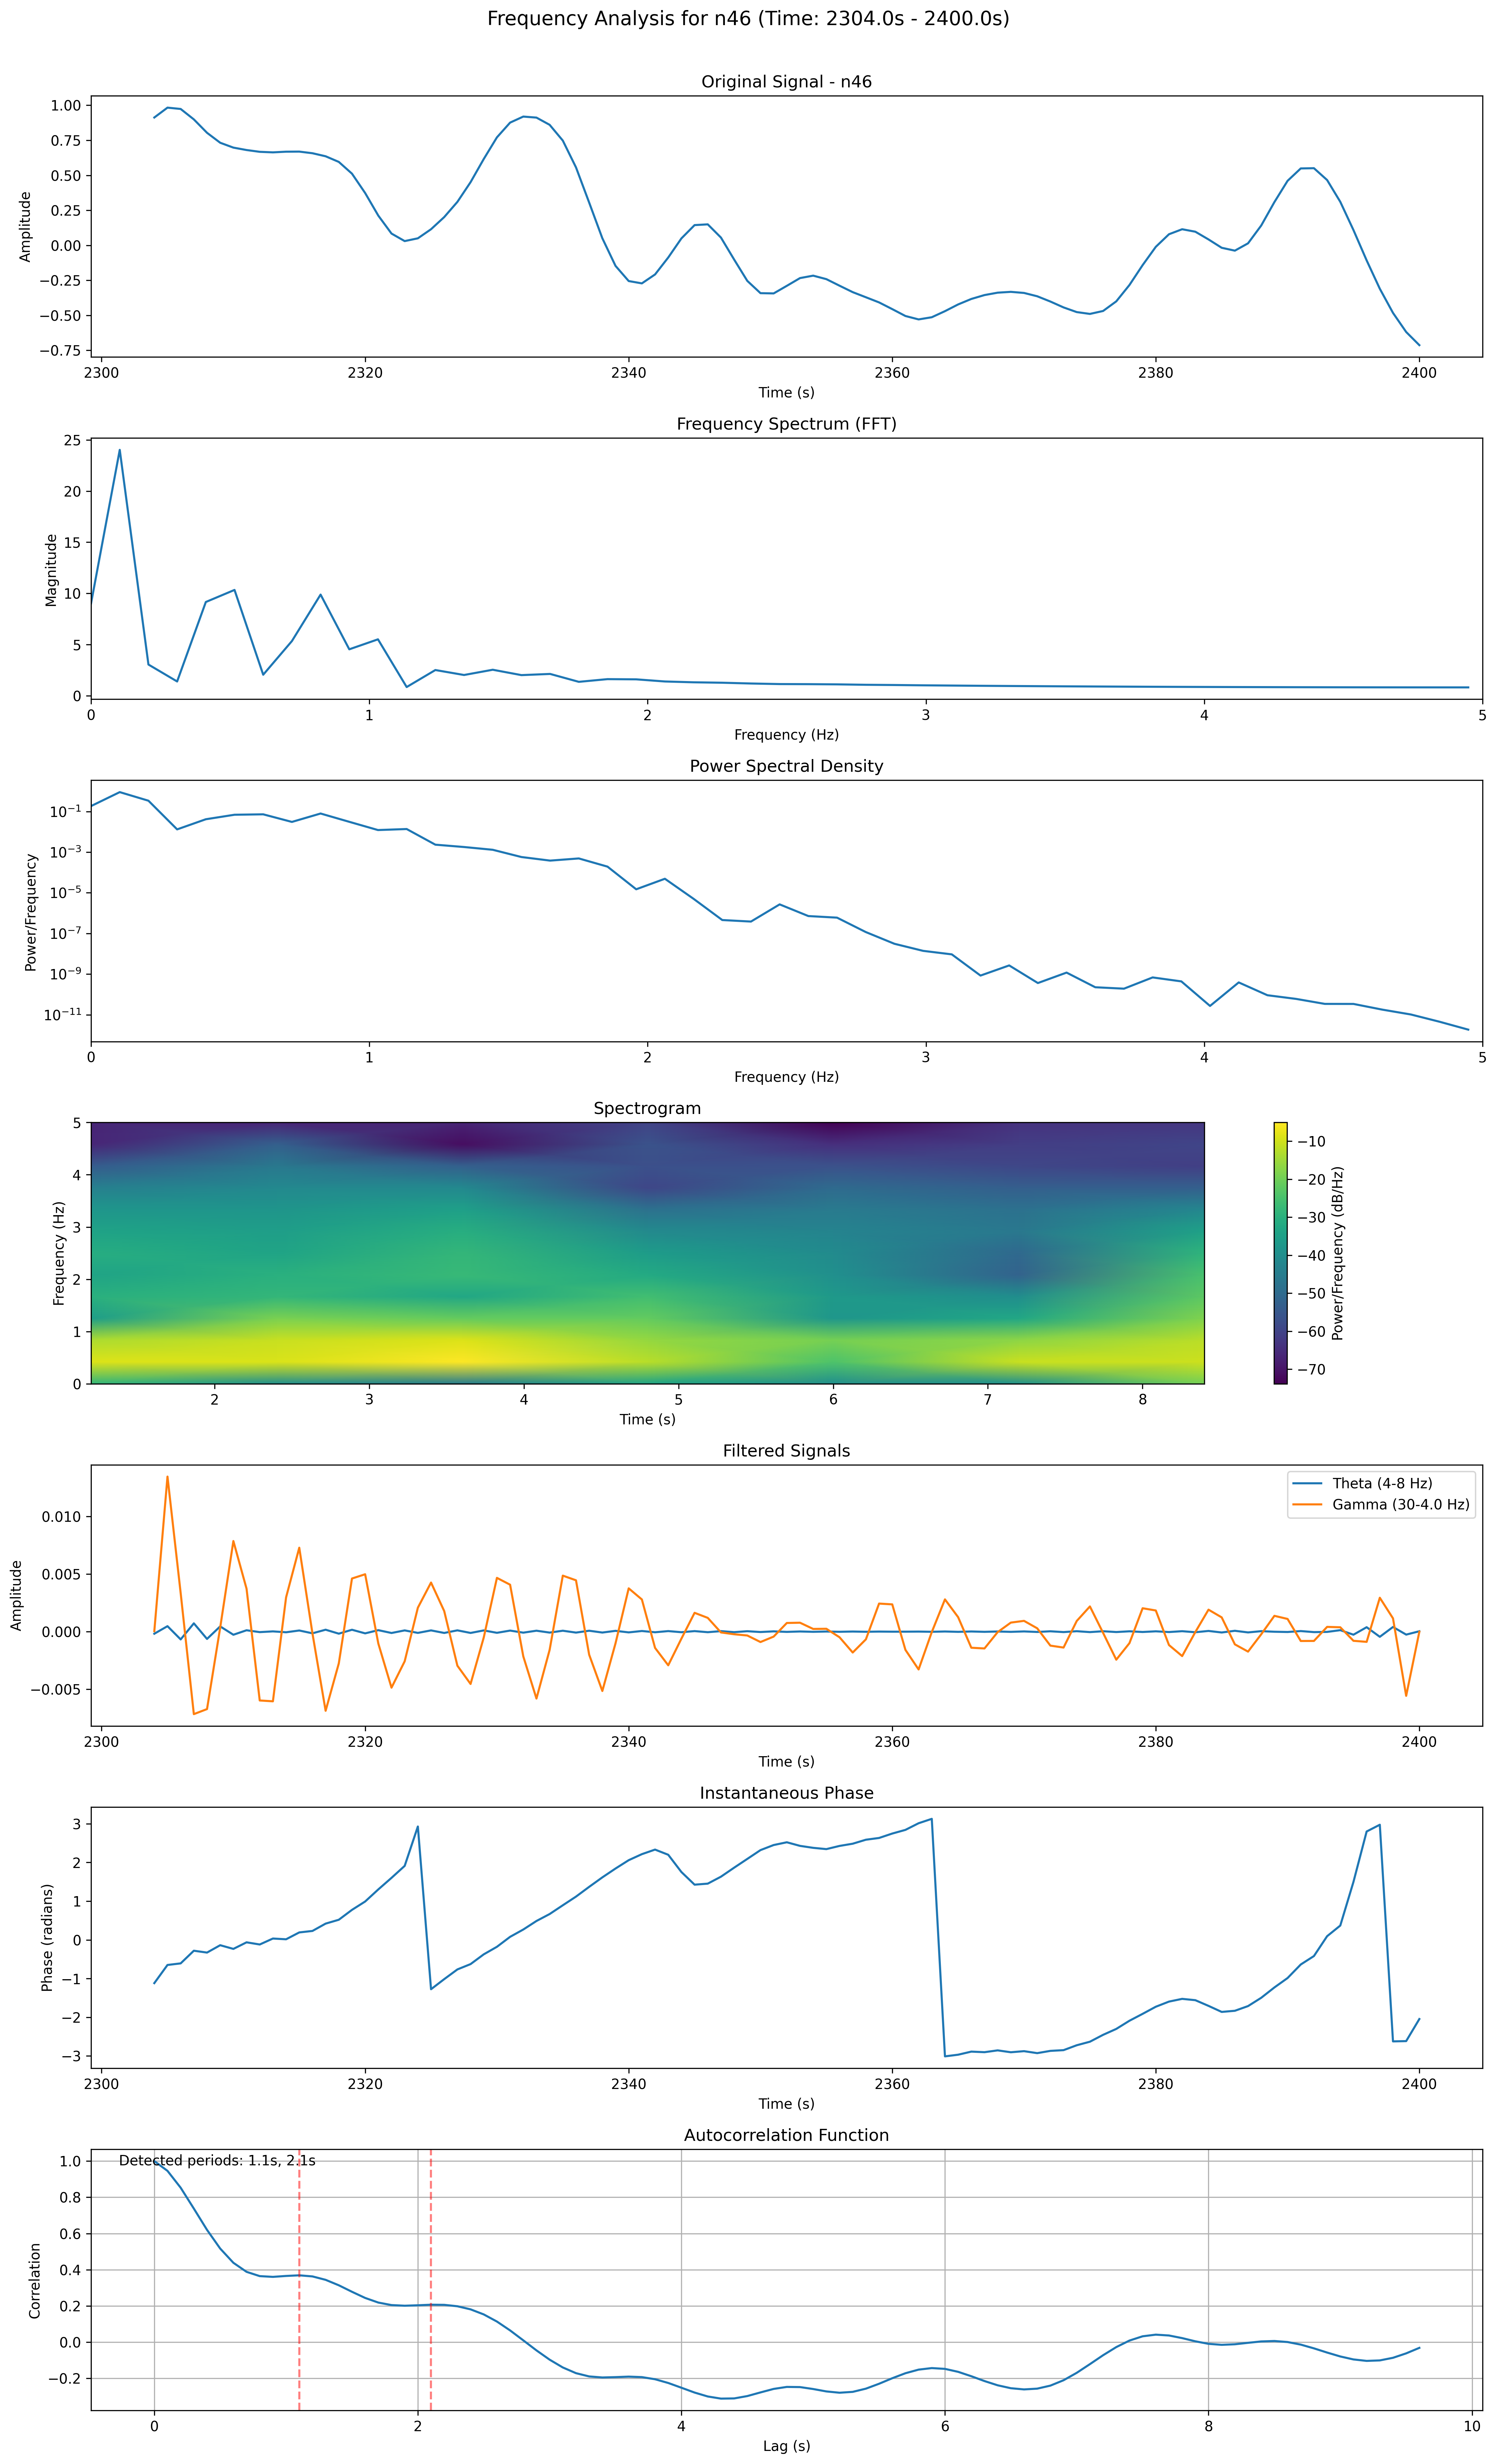 Frequency Analysis for n46 (Time: 2304.0s - 2400.0s)
Original Signal - n46
1.00
0.75
0.50
0.25
0.00
−0.25
−0.50
−0.75
Amplitude
2300 2320 2340 2360 2380 2400
Time (s)
Frequency Spectrum (FFT)
25
20
15
10
5
0
Magnitude
0 1 2 3 4 5
Frequency (Hz)
Power Spectral Density
10⁻¹
10⁻³
10⁻⁵
10⁻⁷
10⁻⁹
10⁻¹¹
Power/Frequency
0 1 2 3 4 5
Frequency (Hz)
Spectrogram
5
4
3
2
1
0
Frequency (Hz)
2 3 4 5 6 7 8
Time (s)
−10
−20
−30
−40
−50
−60
−70
Power/Frequency (dB/Hz)
Filtered Signals
Theta (4-8 Hz)
Gamma (30-4.0 Hz)
0.010
0.005
0.000
−0.005
Amplitude
2300 2320 2340 2360 2380 2400
Time (s)
Instantaneous Phase
3
2
1
0
−1
−2
−3
Phase (radians)
2300 2320 2340 2360 2380 2400
Time (s)
Autocorrelation Function
Detected periods: 1.1s, 2.1s
1.0
0.8
0.6
0.4
0.2
0.0
−0.2
Correlation
0 2 4 6 8 10
Lag (s)